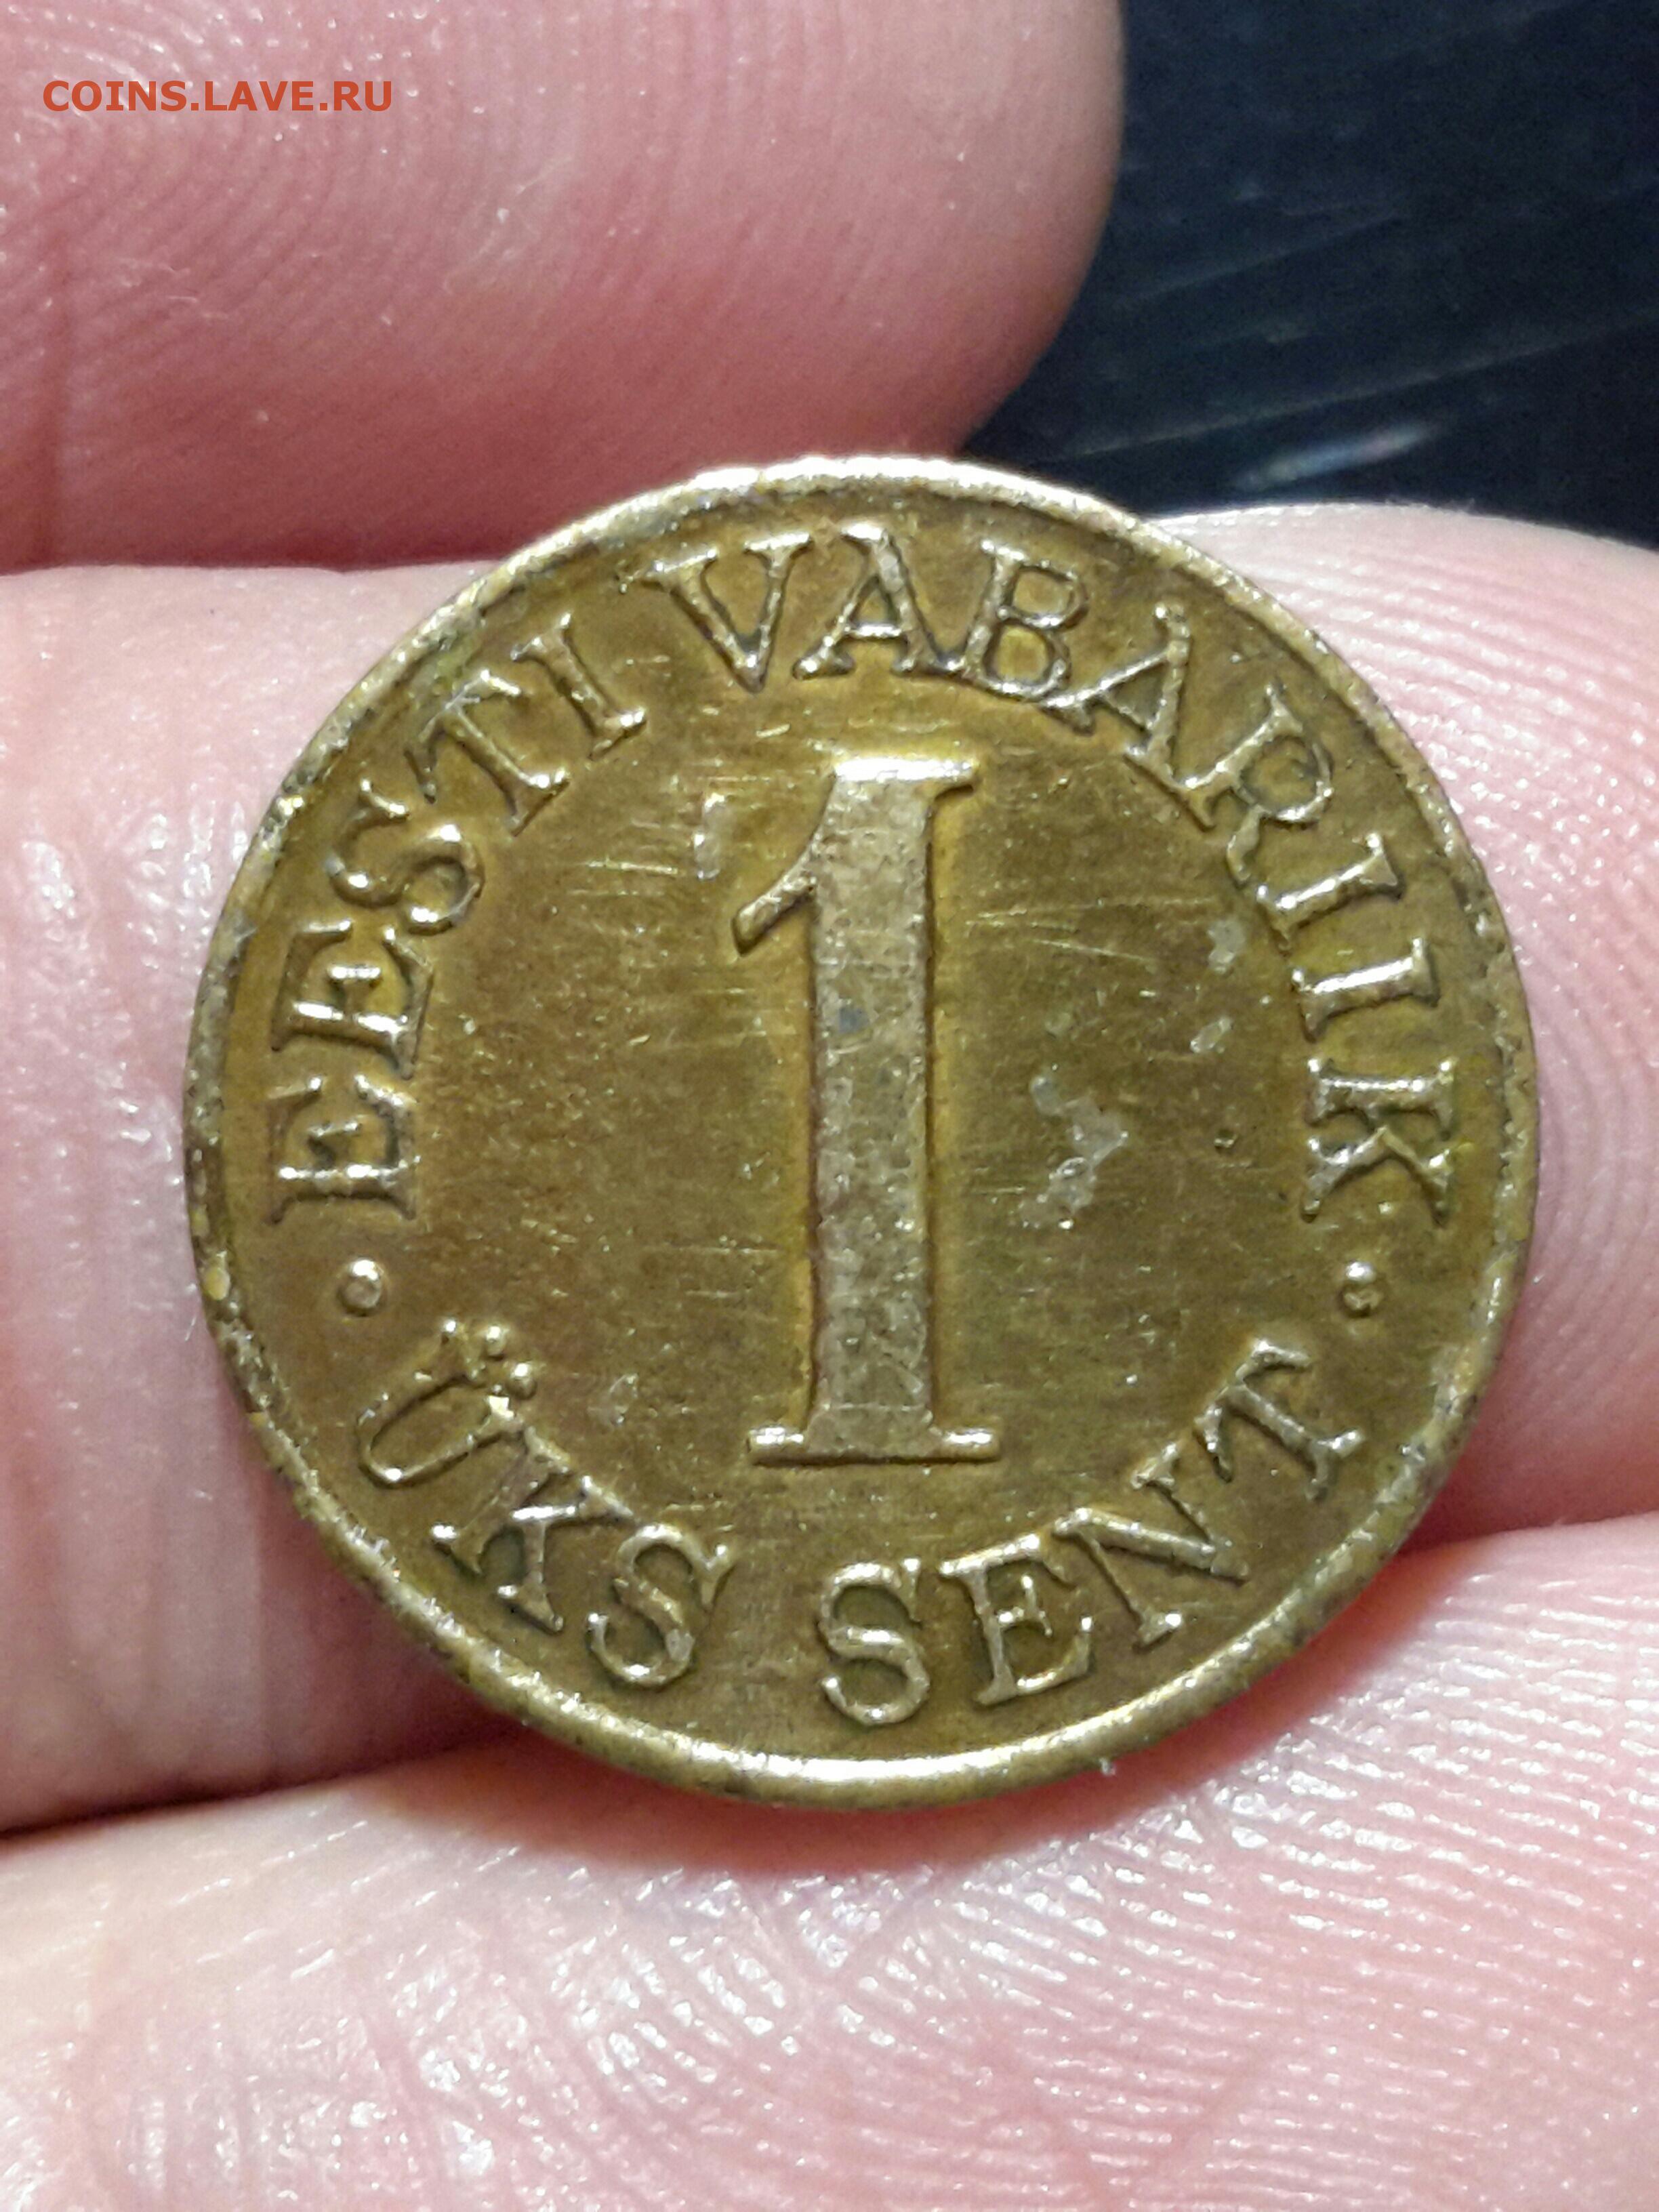 COINS.LAVE.RU
EESTI VABARIIK
1
ÜKS SENT